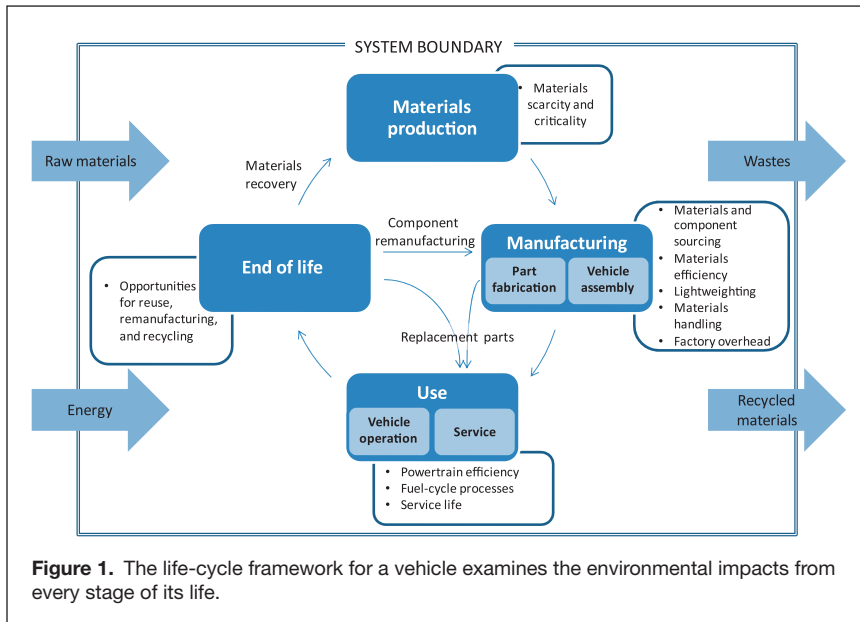 SYSTEM BOUNDARY
Materials
production
• Materials
scarcity and
criticality
Raw materials
Wastes
Materials
recovery
Component
remanufacturing
Manufacturing
Part
fabrication
Vehicle
assembly
• Materials and
component
sourcing
• Materials
efficiency
• Lightweighting
• Materials
handling
• Factory overhead
End of life
• Opportunities
for reuse,
remanufacturing,
and recycling
Replacement parts
Energy
Recycled
materials
Use
Vehicle
operation
Service
• Powertrain efficiency
• Fuel-cycle processes
• Service life
Figure 1. The life-cycle framework for a vehicle examines the environmental impacts from
every stage of its life.